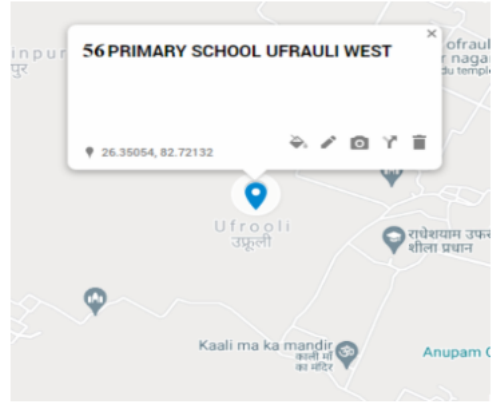 56 PRIMARY SCHOOL UFRAULI WEST
26.35054, 82.72132
Ufrooli
उफ्रूली
राधेश्याम उफ
शीला प्रधान
Kaali ma ka mandir
काली माँ
का मंदिर
Anupam